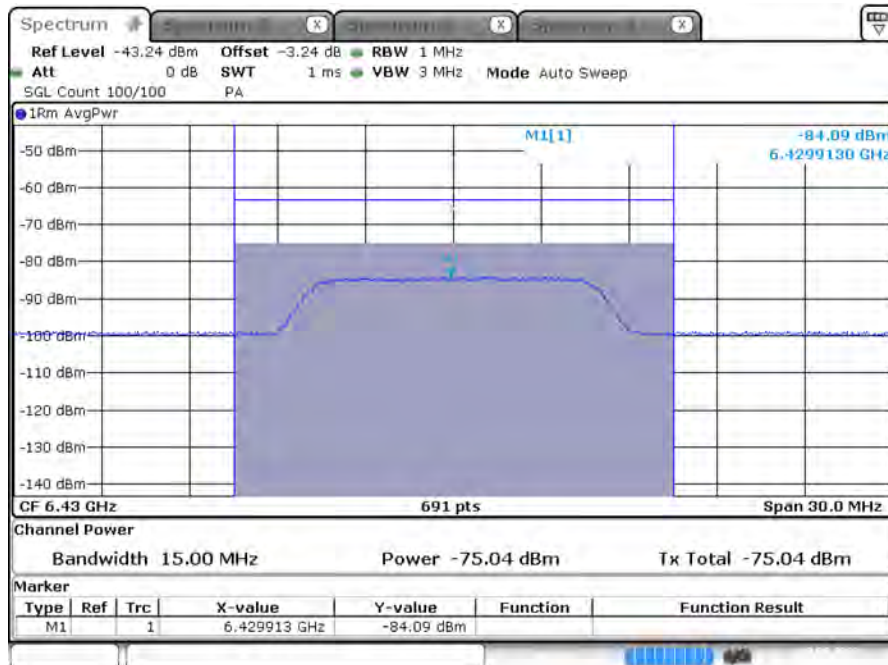 Spectrum
X X X
Ref Level -43.24 dBm Offset -3.24 dB RBW 1 MHz
Att 0 dB SWT 1 ms VBW 3 MHz Mode Auto Sweep
SGL Count 100/100 PA
1Rm AvgPwr
M1[1] -84.09 dBm
6.4299130 GHz
-50 dBm
-60 dBm
-70 dBm
-80 dBm
-90 dBm
-100 dBm
-110 dBm
-120 dBm
-130 dBm
-140 dBm
CF 6.43 GHz 691 pts Span 30.0 MHz
Channel Power
Bandwidth 15.00 MHz Power -75.04 dBm Tx Total -75.04 dBm
Marker
Type Ref Trc X-value Y-value Function Function Result
M1 1 6.429913 GHz -84.09 dBm